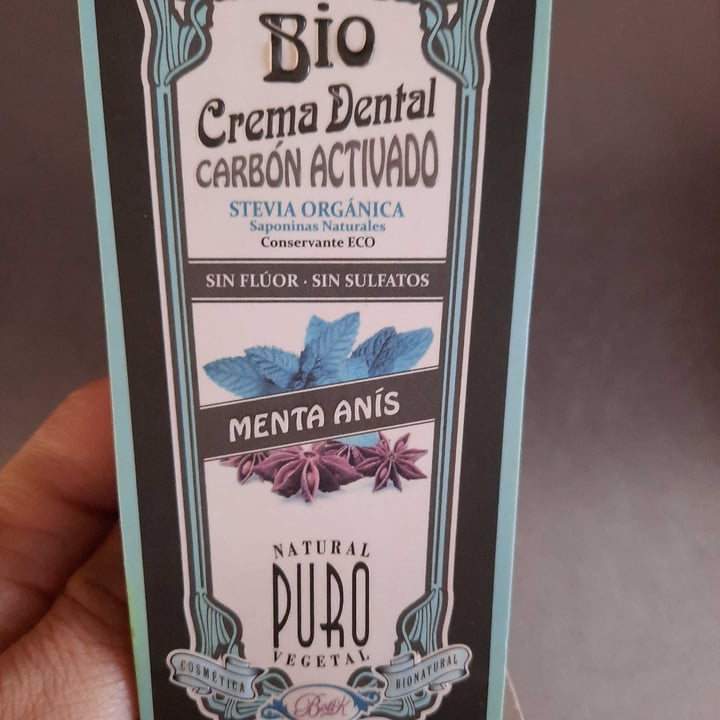 Bio
Crema Dental
CARBÓN ACTIVADO
STEVIA ORGÁNICA
Saponinas Naturales
Conservante ECO
SIN FLÚOR · SIN SULFATOS
MENTA ANÍS
NATURAL
PURO
VEGETAL
COSMÉTICA
BIONATURAL